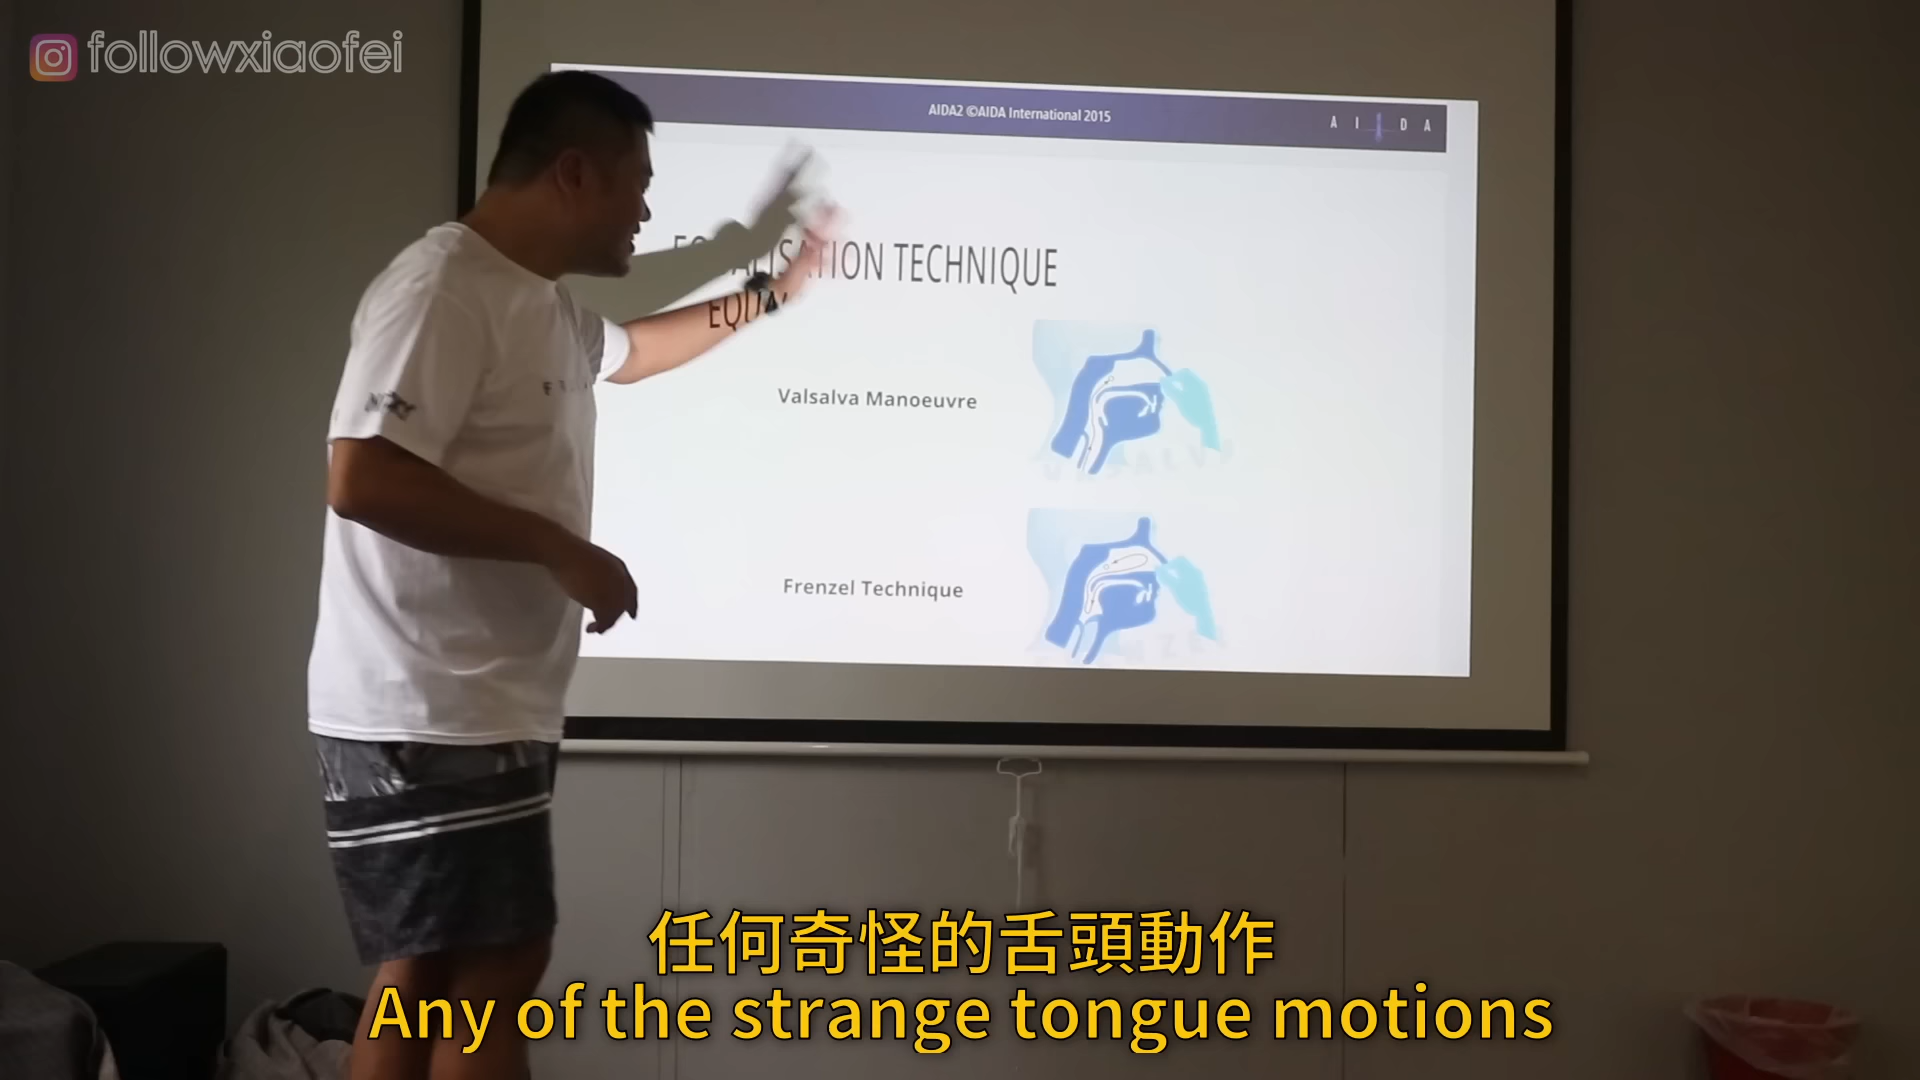 followxiaofei
AIDA2 ©AIDA International 2015
A I D A
TECHNIQUE
Valsalva Manoeuvre
Frenzel Technique
任何奇怪的舌頭動作
Any of the strange tongue motions